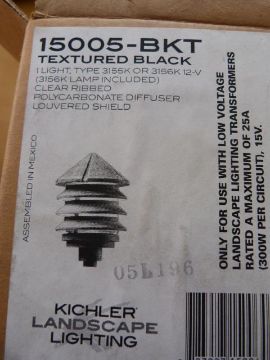 15005-BKT
TEXTURED BLACK
1 LIGHT, TYPE 3155K OR 3156K 12-V
(3156K LAMP INCLUDED)
CLEAR RIBBED
POLYCARBONATE DIFFUSER
LOUVERED SHIELD
ASSEMBLED IN MEXICO
05L196
KICHLER
LANDSCAPE
LIGHTING
ONLY FOR USE WITH LOW VOLTAGE
LANDSCAPE LIGHTING TRANSFORMERS
RATED A MAXIMUM OF 25A
(300W PER CIRCUIT), 15V.